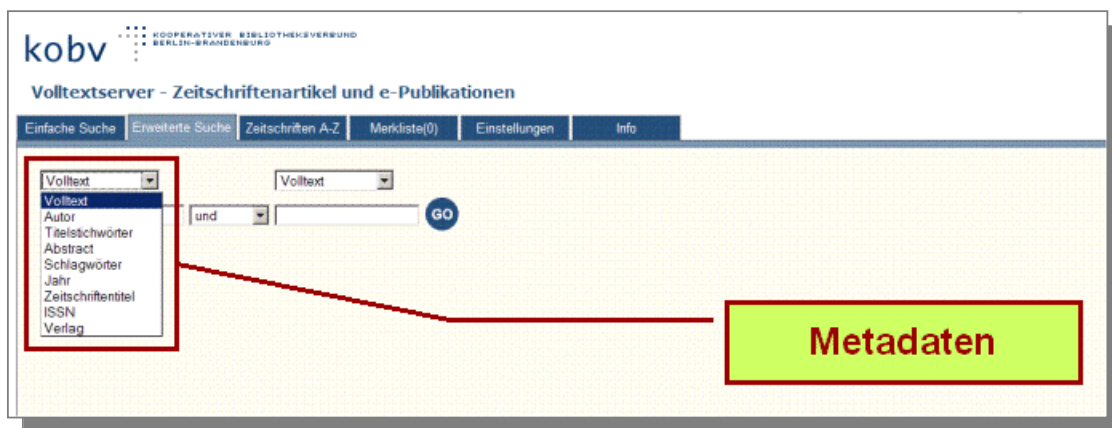 kobv KOOPERATIVER BIBLIOTHEKSVERBUND
BERLIN-BRANDENBURG
Volltextserver - Zeitschriftenartikel und e-Publikationen
Einfache Suche Erweiterte Suche Zeitschriften A-Z Merkliste(0) Einstellungen Info
Volltext Volltext
Volltext
und GO
Autor
Titelstichwörter
Abstract
Schlagwörter
Jahr
Zeitschriftentitel
ISSN
Verlag
Metadaten